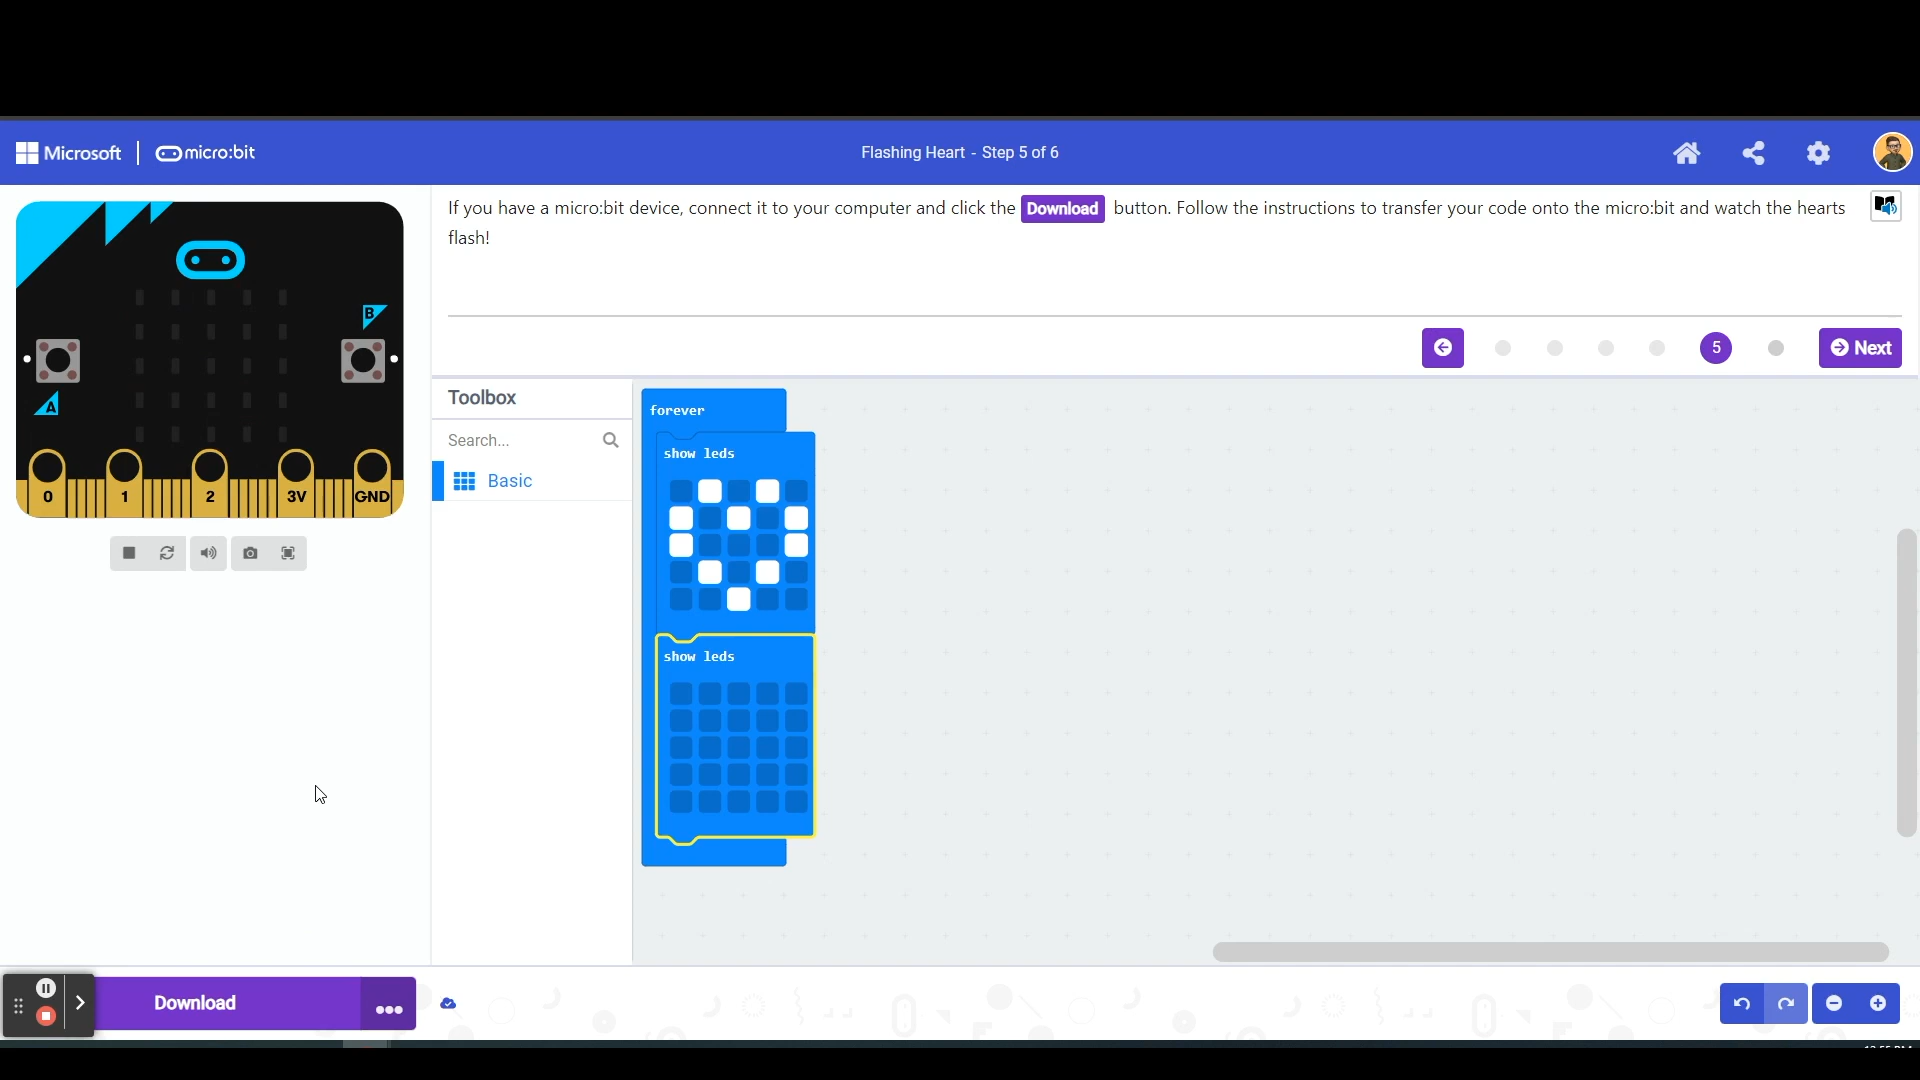 Microsoft | micro:bit
Flashing Heart - Step 5 of 6
If you have a micro:bit device, connect it to your computer and click the Download button. Follow the instructions to transfer your code onto the micro:bit and watch the hearts
flash!
B
A
0 1 2 3V GND
5
Next
Toolbox
Search...
Basic
forever
show leds
show leds
Download